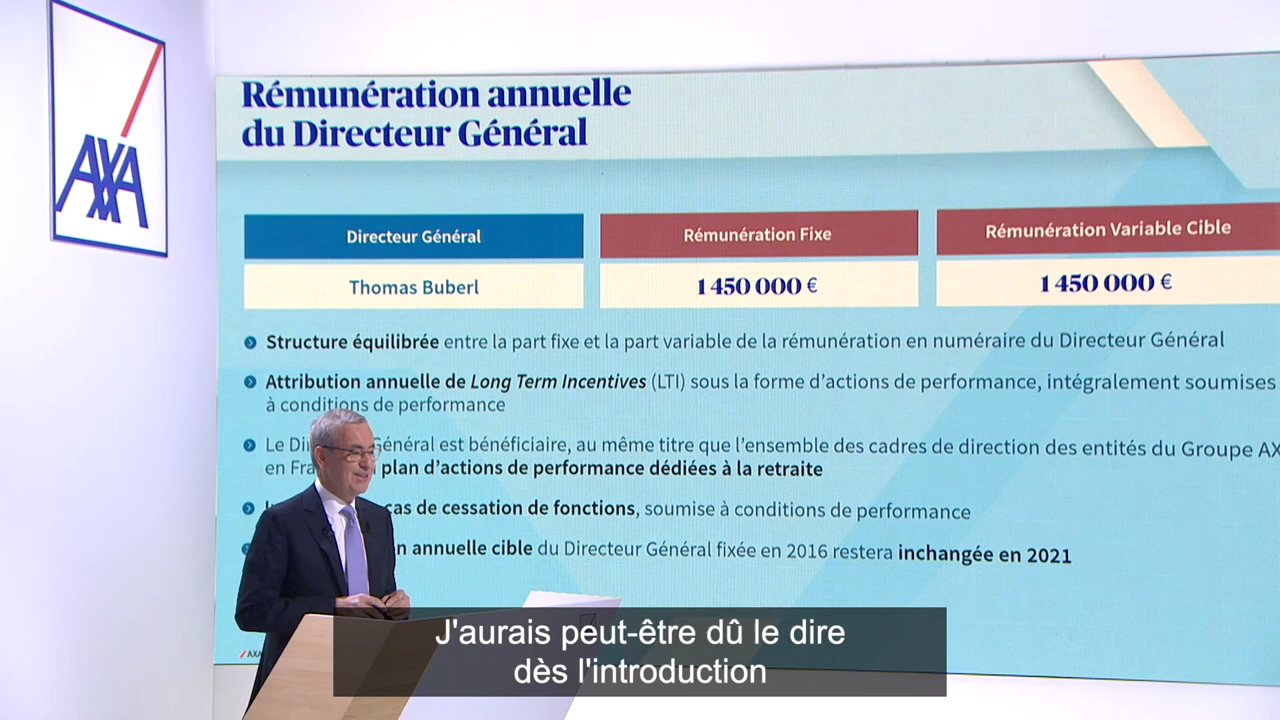 AXA
Rémunération annuelle
du Directeur Général
Directeur Général
Rémunération Fixe
Rémunération Variable Cible
Thomas Buberl
1 450 000 €
1 450 000 €
Structure équilibrée entre la part fixe et la part variable de la rémunération en numéraire du Directeur Général
Attribution annuelle de Long Term Incentives (LTI) sous la forme d'actions de performance, intégralement soumises
à conditions de performance
Le Général est bénéficiaire, au même titre que l'ensemble des cadres de direction des entités du Groupe
en plan d'actions de performance dédiées à la retraite
cas de cessation de fonctions, soumise à conditions de performance
annuelle cible du Directeur Général fixée en 2016 restera inchangée en 2021
AXA
J'aurais peut-être dû le dire
dès l'introduction